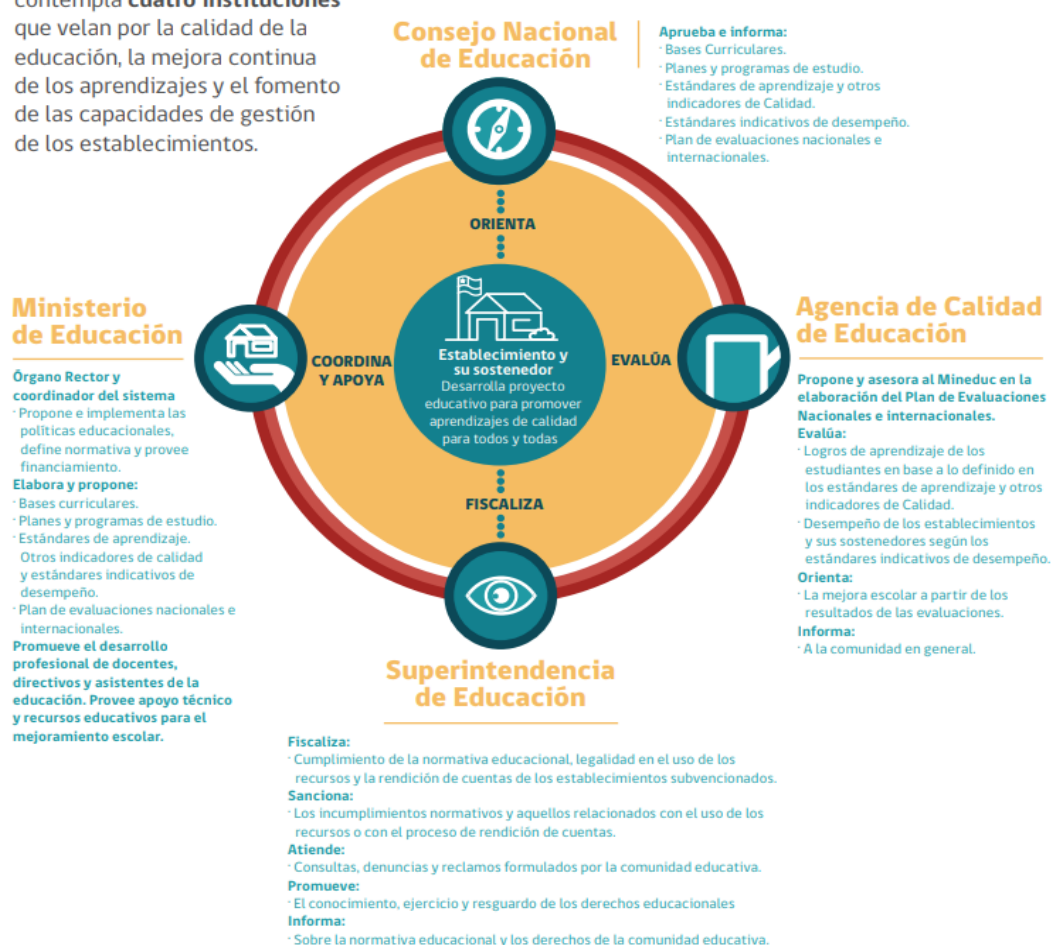 contempla cuatro instituciones
que velan por la calidad de la
educación, la mejora continua
de los aprendizajes y el fomento
de las capacidades de gestión
de los establecimientos.
Consejo Nacional
de Educación
Aprueba e informa:
· Bases Curriculares.
· Planes y programas de estudio.
· Estándares de aprendizaje y otros
indicadores de Calidad.
· Estándares indicativos de desempeño.
· Plan de evaluaciones nacionales e
internacionales.
ORIENTA
Ministerio
de Educación
Órgano Rector y
coordinador del sistema
· Propone e implementa las
políticas educacionales,
define normativa y provee
financiamiento.
Elabora y propone:
· Bases curriculares.
· Planes y programas de estudio.
· Estándares de aprendizaje.
Otros indicadores de calidad
y estándares indicativos de
desempeño.
· Plan de evaluaciones nacionales e
internacionales.
Promueve el desarrollo
profesional de docentes,
directivos y asistentes de la
educación. Provee apoyo técnico
y recursos educativos para el
mejoramiento escolar.
COORDINA
Y APOYA
Establecimiento y
su sostenedor
Desarrolla proyecto
educativo para promover
aprendizajes de calidad
para todos y todas
EVALÚA
Agencia de Calidad
de Educación
Propone y asesora al Mineduc en la
elaboración del Plan de Evaluaciones
Nacionales e internacionales.
Evalúa:
· Logros de aprendizaje de los
estudiantes en base a lo definido en
los estándares de aprendizaje y otros
indicadores de Calidad.
· Desempeño de los establecimientos
y sus sostenedores según los
estándares indicativos de desempeño.
Orienta:
· La mejora escolar a partir de los
resultados de las evaluaciones.
Informa:
· A la comunidad en general.
FISCALIZA
Superintendencia
de Educación
Fiscaliza:
· Cumplimiento de la normativa educacional, legalidad en el uso de los
recursos y la rendición de cuentas de los establecimientos subvencionados.
Sanciona:
· Los incumplimientos normativos y aquellos relacionados con el uso de los
recursos o con el proceso de rendición de cuentas.
Atiende:
· Consultas, denuncias y reclamos formulados por la comunidad educativa.
Promueve:
· El conocimiento, ejercicio y resguardo de los derechos educacionales
Informa:
· Sobre la normativa educacional y los derechos de la comunidad educativa.